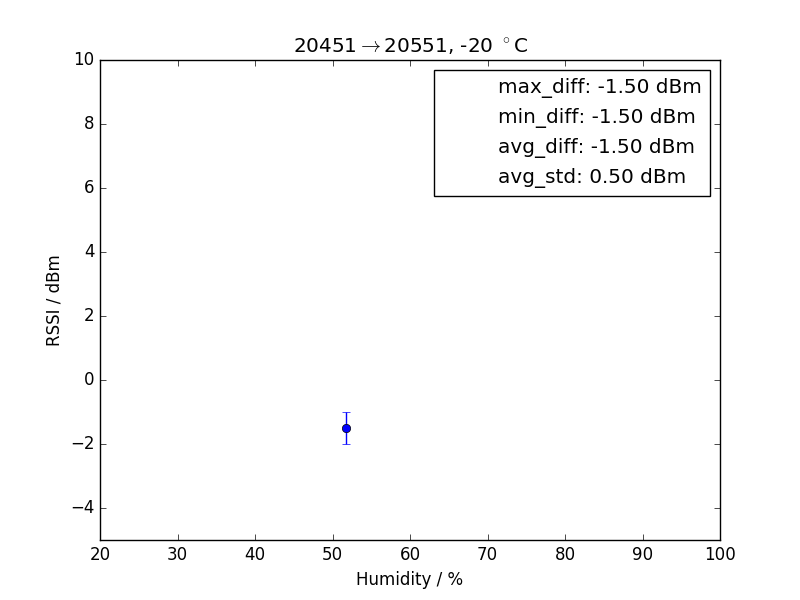 20451→20551, -20 °C
max_diff: -1.50 dBm
min_diff: -1.50 dBm
avg_diff: -1.50 dBm
avg_std: 0.50 dBm
RSSI / dBm
10
8
6
4
2
0
−2
−4
20 30 40 50 60 70 80 90 100
Humidity / %